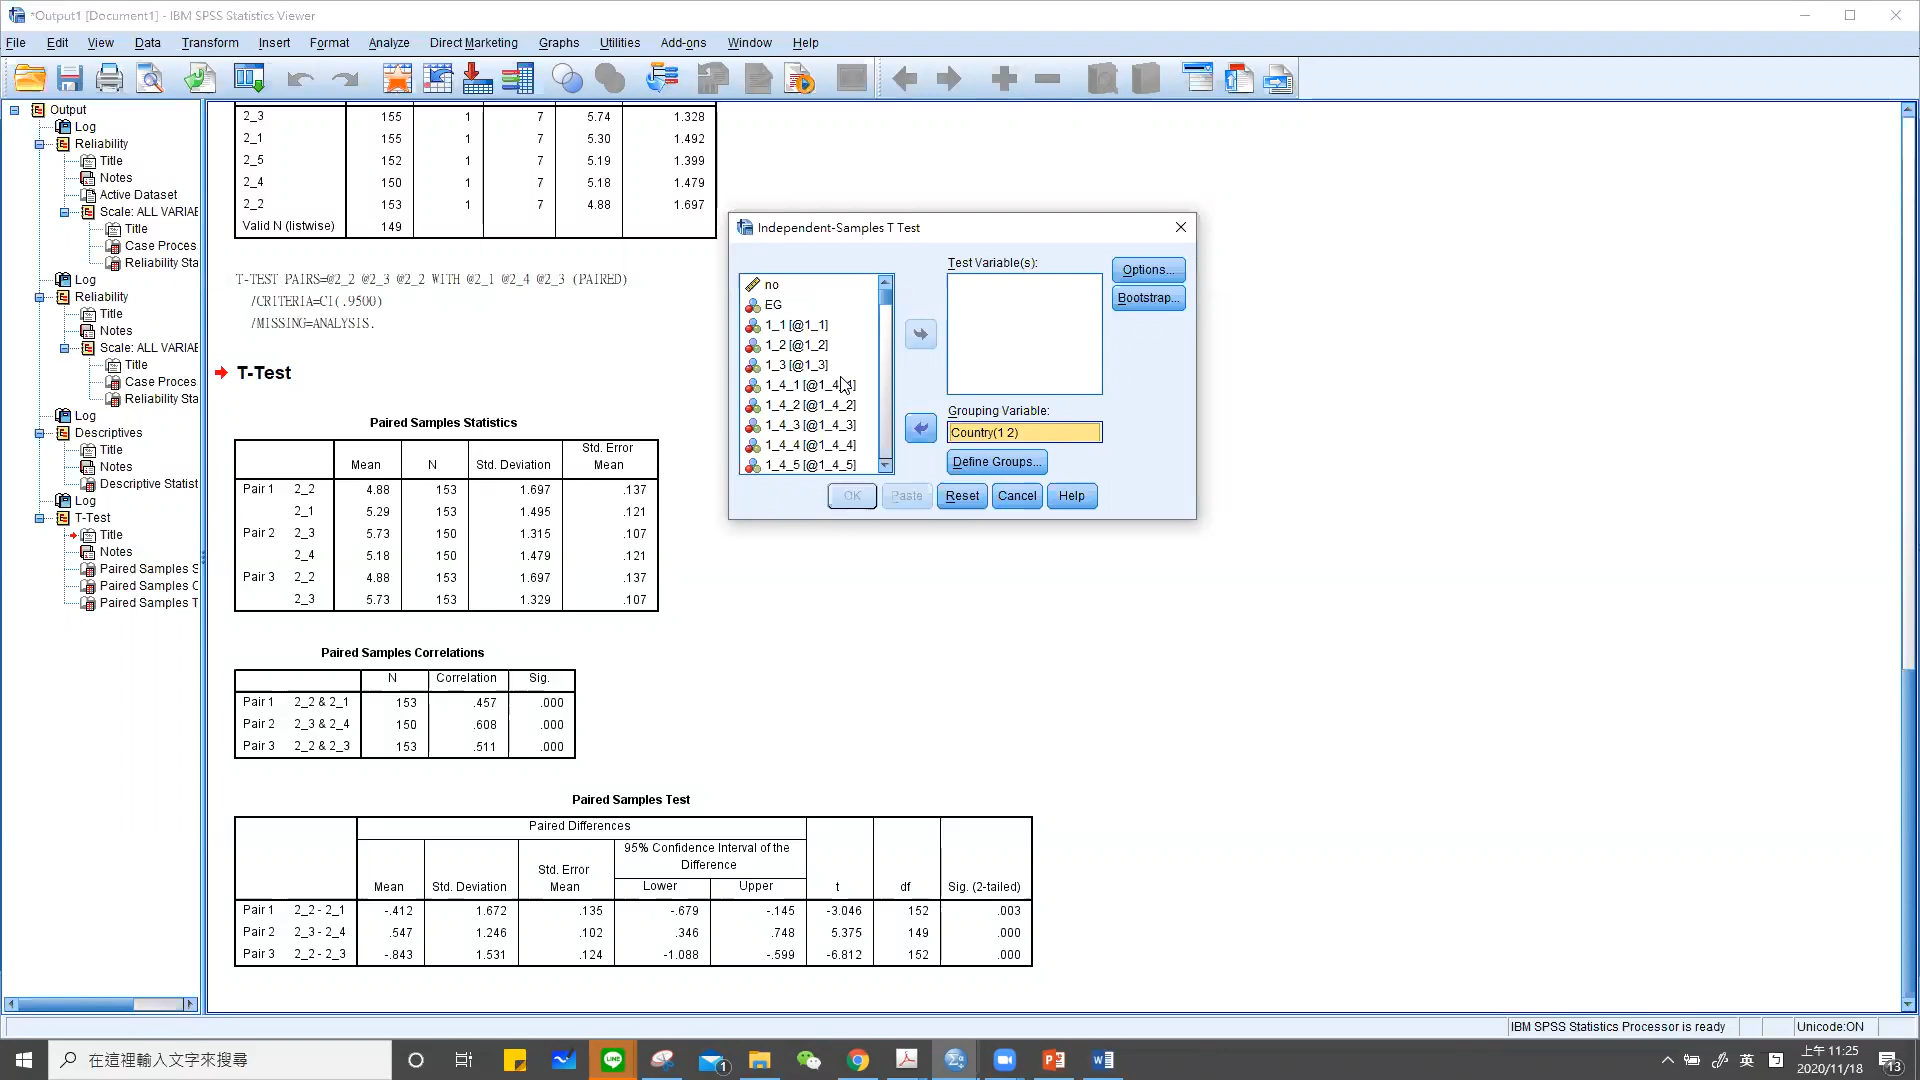 *Output1 [Document1] - IBM SPSS Statistics Viewer
File Edit View Data Transform Insert Format Analyze Direct Marketing Graphs Utilities Add-ons Window Help
Output
Log
Reliability
Title
Notes
Active Dataset
Scale: ALL VARIAE
Title
Case Proces
Reliability Sta
Log
Reliability
Title
Notes
Scale: ALL VARIAE
Title
Case Proces
Reliability Sta
Log
Descriptives
Title
Notes
Descriptive Statist
Log
T-Test
Title
Notes
Paired Samples S
Paired Samples C
Paired Samples T
2_3 155 1 7 5.74 1.328
2_1 155 1 7 5.30 1.492
2_5 152 1 7 5.19 1.399
2_4 150 1 7 5.18 1.479
2_2 153 1 7 4.88 1.697
Valid N (listwise) 149
T-TEST PAIRS=@2_2 @2_3 @2_2 WITH @2_1 @2_4 @2_3 (PAIRED)
/CRITERIA=CI(.9500)
/MISSING=ANALYSIS.
T-Test
Paired Samples Statistics
Mean N Std. Deviation Std. Error Mean
Pair 1 2_2 4.88 153 1.697 .137
2_1 5.29 153 1.495 .121
Pair 2 2_3 5.73 150 1.315 .107
2_4 5.18 150 1.479 .121
Pair 3 2_2 4.88 153 1.697 .137
2_3 5.73 153 1.329 .107
Paired Samples Correlations
N Correlation Sig.
Pair 1 2_2 & 2_1 153 .457 .000
Pair 2 2_3 & 2_4 150 .608 .000
Pair 3 2_2 & 2_3 153 .511 .000
Paired Samples Test
Paired Differences
95% Confidence Interval of the Difference
Mean Std. Deviation Std. Error Mean Lower Upper t df Sig. (2-tailed)
Pair 1 2_2 - 2_1 -.412 1.672 .135 -.679 -.145 -3.046 152 .003
Pair 2 2_3 - 2_4 .547 1.246 .102 .346 .748 5.375 149 .000
Pair 3 2_2 - 2_3 -.843 1.531 .124 -1.088 -.599 -6.812 152 .000
Independent-Samples T Test
no
EG
1_1 [@1_1]
1_2 [@1_2]
1_3 [@1_3]
1_4_1 [@1_4_1]
1_4_2 [@1_4_2]
1_4_3 [@1_4_3]
1_4_4 [@1_4_4]
1_4_5 [@1_4_5]
Test Variable(s):
Grouping Variable:
Country(1 2)
Define Groups...
Options...
Bootstrap...
OK Paste Reset Cancel Help
IBM SPSS Statistics Processor is ready Unicode:ON
在這裡輸入文字來搜尋
LINE
1
英
上午 11:25
2020/11/18
13